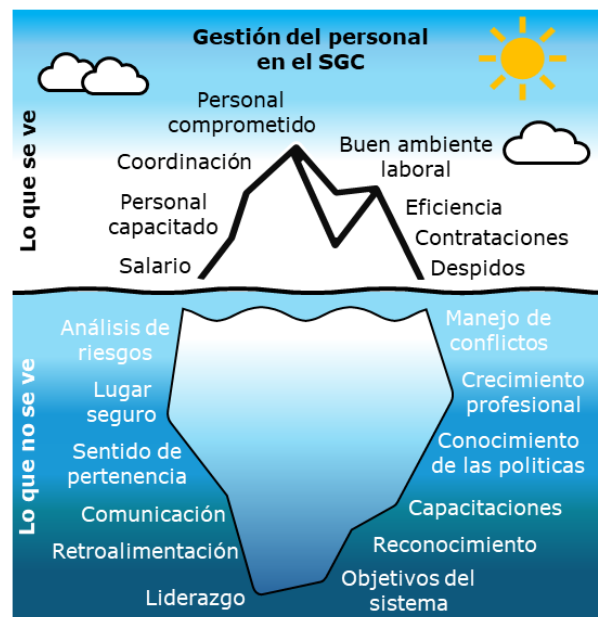 Gestión del personal
en el SGC
Lo que se ve
Personal
comprometido
Coordinación
Personal
capacitado
Salario
Buen ambiente
laboral
Eficiencia
Contrataciones
Despidos
Lo que no se ve
Análisis de
riesgos
Lugar
seguro
Sentido de
pertenencia
Comunicación
Retroalimentación
Liderazgo
Manejo de
conflictos
Crecimiento
profesional
Conocimiento
de las politicas
Capacitaciones
Reconocimiento
Objetivos del
sistema